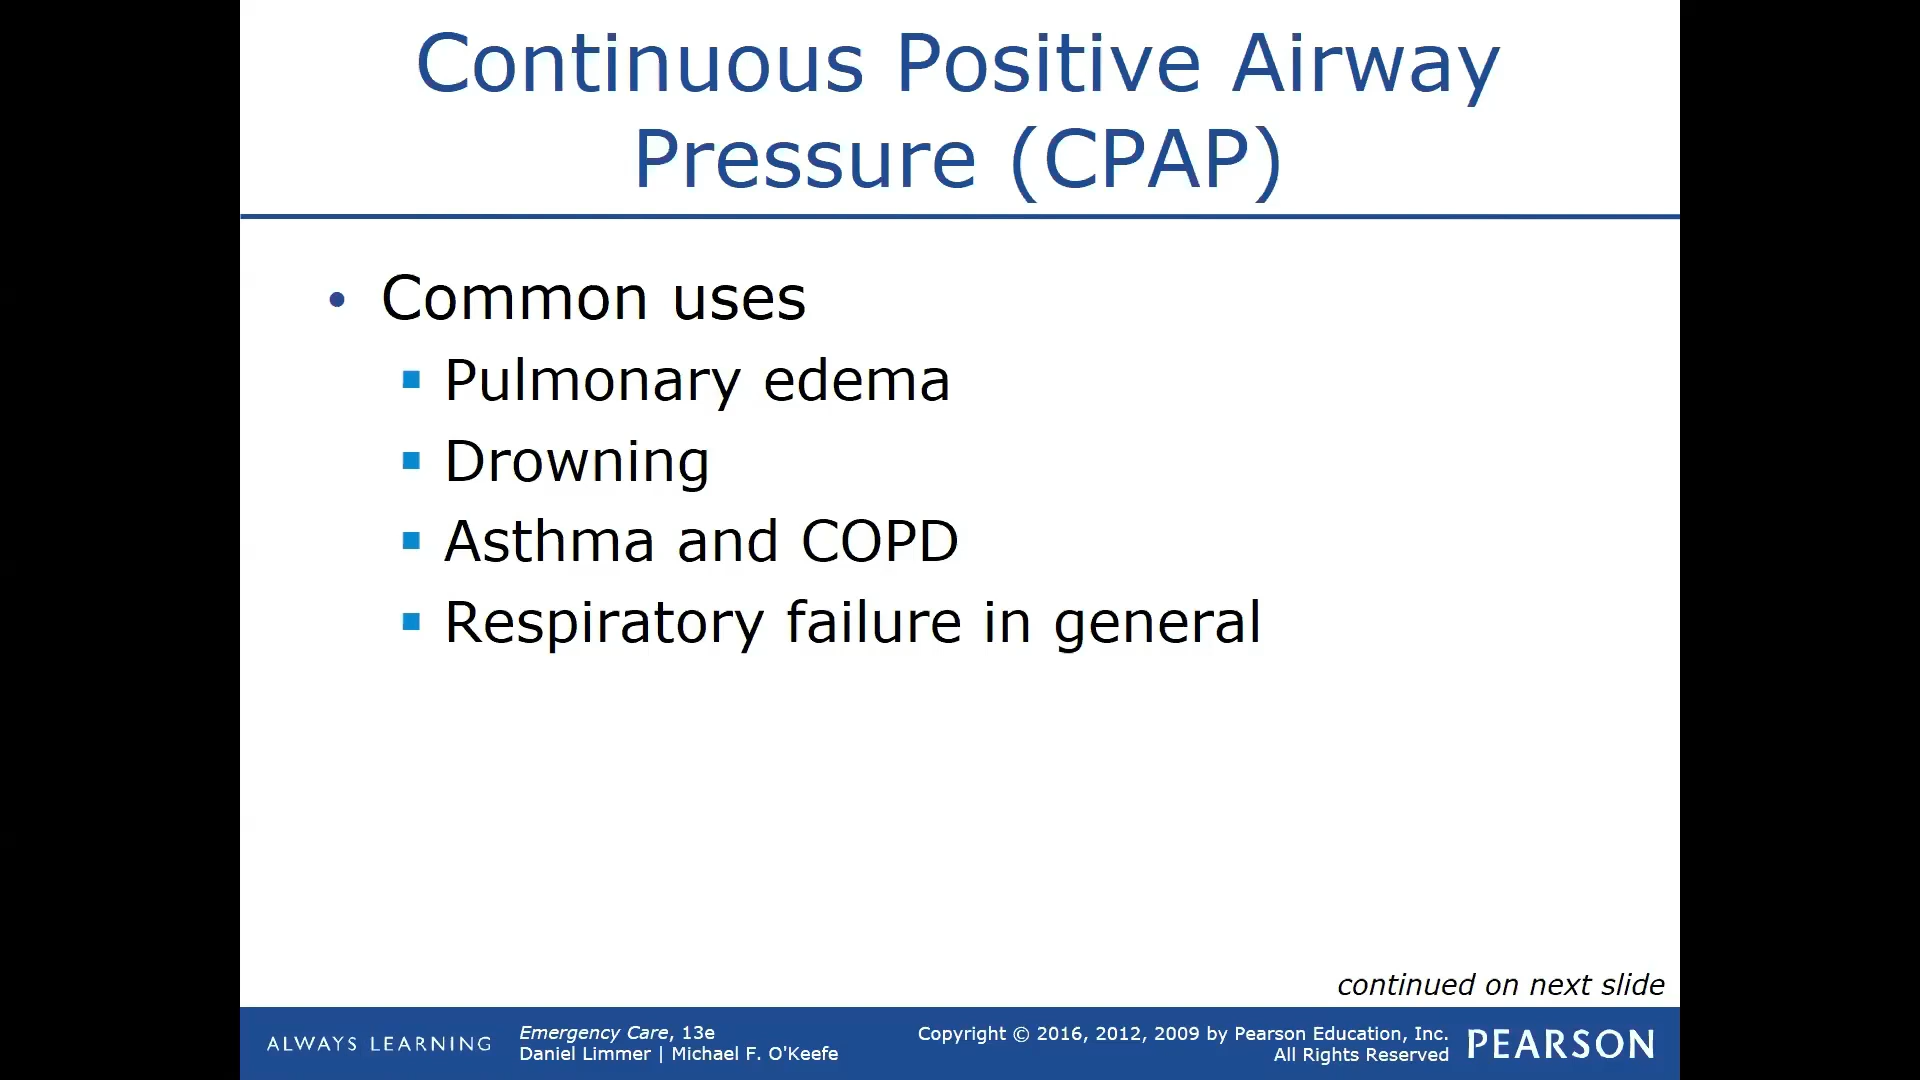 Continuous Positive Airway
Pressure (CPAP)
• Common uses
▪ Pulmonary edema
▪ Drowning
▪ Asthma and COPD
▪ Respiratory failure in general
continued on next slide
ALWAYS LEARNING
Emergency Care, 13e
Daniel Limmer | Michael F. O'Keefe
Copyright © 2016, 2012, 2009 by Pearson Education, Inc.
All Rights Reserved
PEARSON